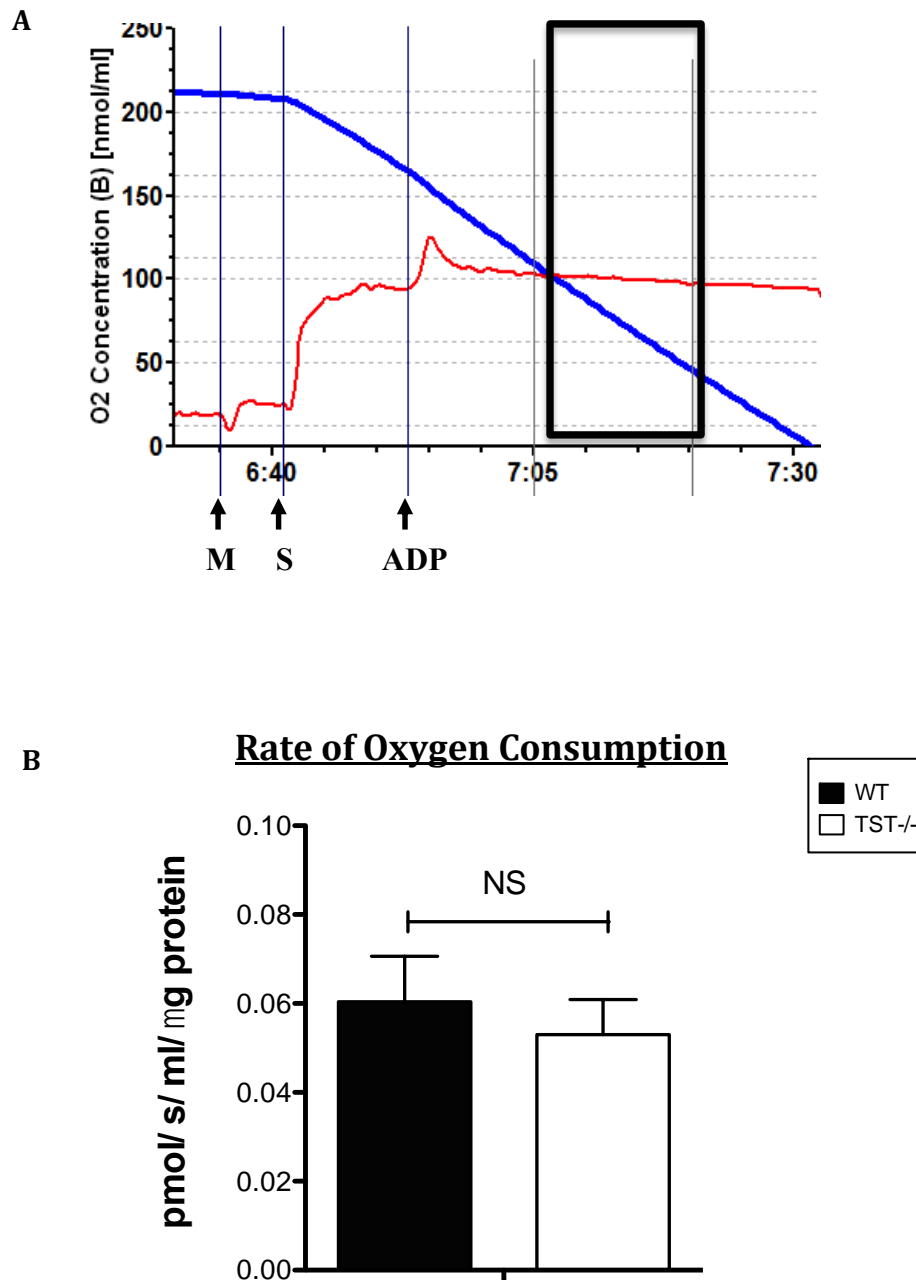 A
O2 Concentration (B) [nmol/ml]
250
200
150
100
50
0
6:40 7:05 7:30
M S ADP
B
Rate of Oxygen Consumption
WT
TST-/-
pmol/ s/ ml/ mg protein
NS
0.10
0.08
0.06
0.04
0.02
0.00